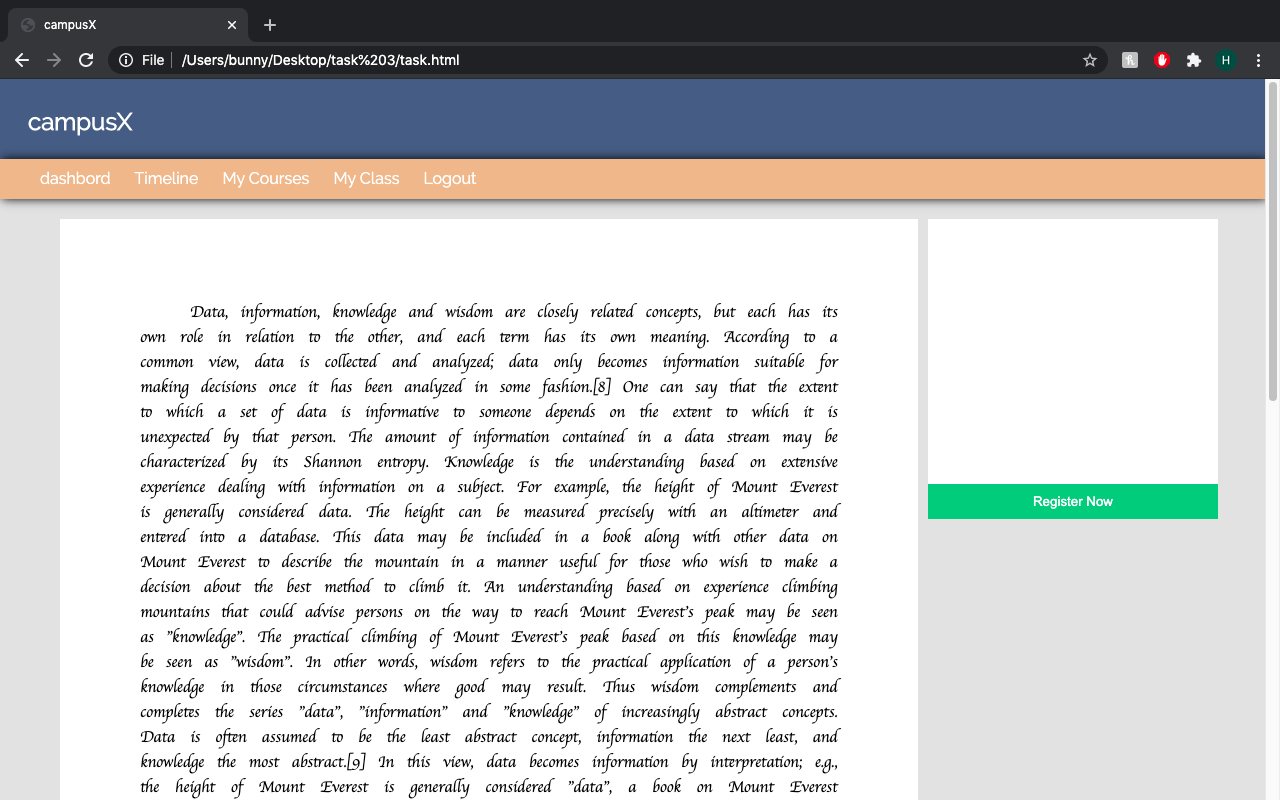 campusX
File
/Users/bunny/Desktop/task%203/task.html
H
campusX
dashbord Timeline My Courses My Class Logout
Data, information, knowledge and wisdom are closely related concepts, but each has its
own role in relation to the other, and each term has its own meaning. According to a
common view, data is collected and analyzed; data only becomes information suitable for
making decisions once it has been analyzed in some fashion.[8] One can say that the extent
to which a set of data is informative to someone depends on the extent to which it is
unexpected by that person. The amount of information contained in a data stream may be
characterized by its Shannon entropy. Knowledge is the understanding based on extensive
experience dealing with information on a subject. For example, the height of Mount Everest
is generally considered data. The height can be measured precisely with an altimeter and
entered into a database. This data may be included in a book along with other data on
Mount Everest to describe the mountain in a manner useful for those who wish to make a
decision about the best method to climb it. An understanding based on experience climbing
mountains that could advise persons on the way to reach Mount Everest's peak may be seen
as "knowledge". The practical climbing of Mount Everest's peak based on this knowledge may
be seen as "wisdom". In other words, wisdom refers to the practical application of a person's
knowledge in those circumstances where good may result. Thus wisdom complements and
completes the series "data", "information" and "knowledge" of increasingly abstract concepts.
Data is often assumed to be the least abstract concept, information the next least, and
knowledge the most abstract.[9] In this view, data becomes information by interpretation; e.g.,
the height of Mount Everest is generally considered "data", a book on Mount Everest
Register Now